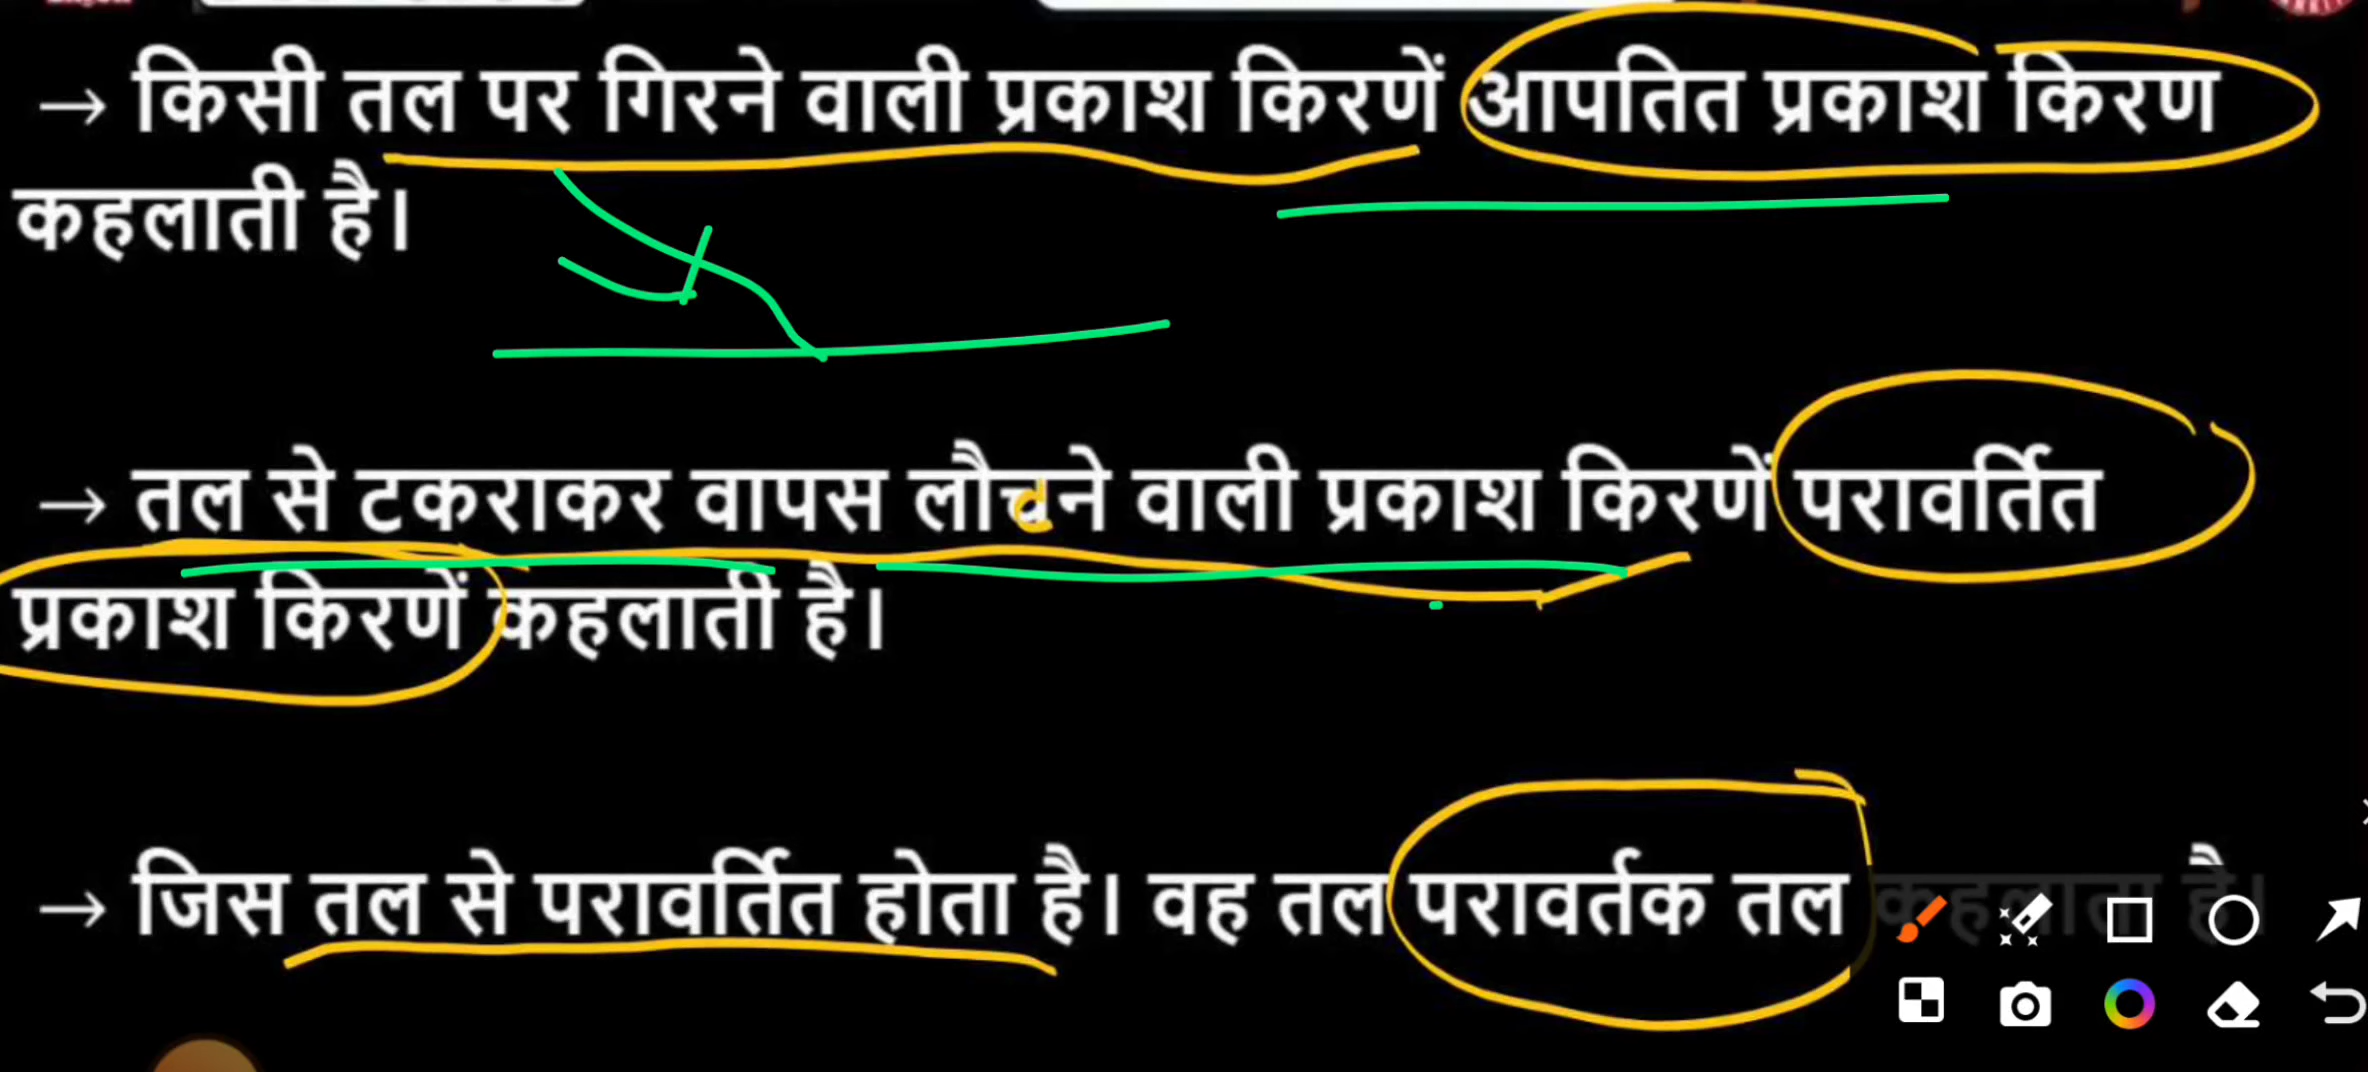 → किसी तल पर गिरने वाली प्रकाश किरणें आपतित प्रकाश किरण
कहलाती है।
→ तल से टकराकर वापस लौटने वाली प्रकाश किरणें परावर्तित
प्रकाश किरणें कहलाती है।
→ जिस तल से परावर्तित होता है। वह तल परावर्तक तल कहलाता है।